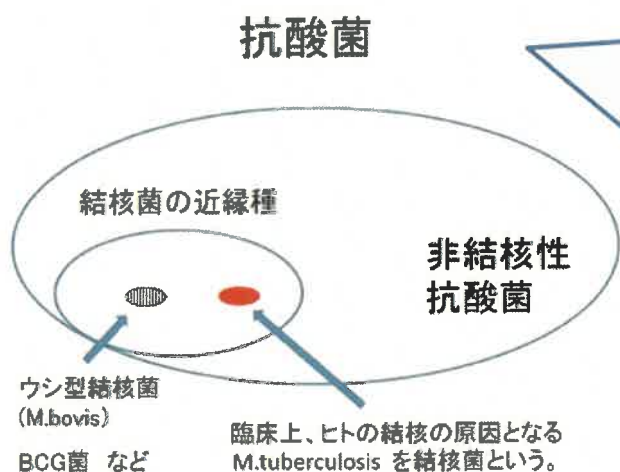 抗酸菌
結核菌の近縁種
非結核性
抗酸菌
ウシ型結核菌
(M.bovis)
BCG菌 など
臨床上、ヒトの結核の原因となる
M.tuberculosis を結核菌という。